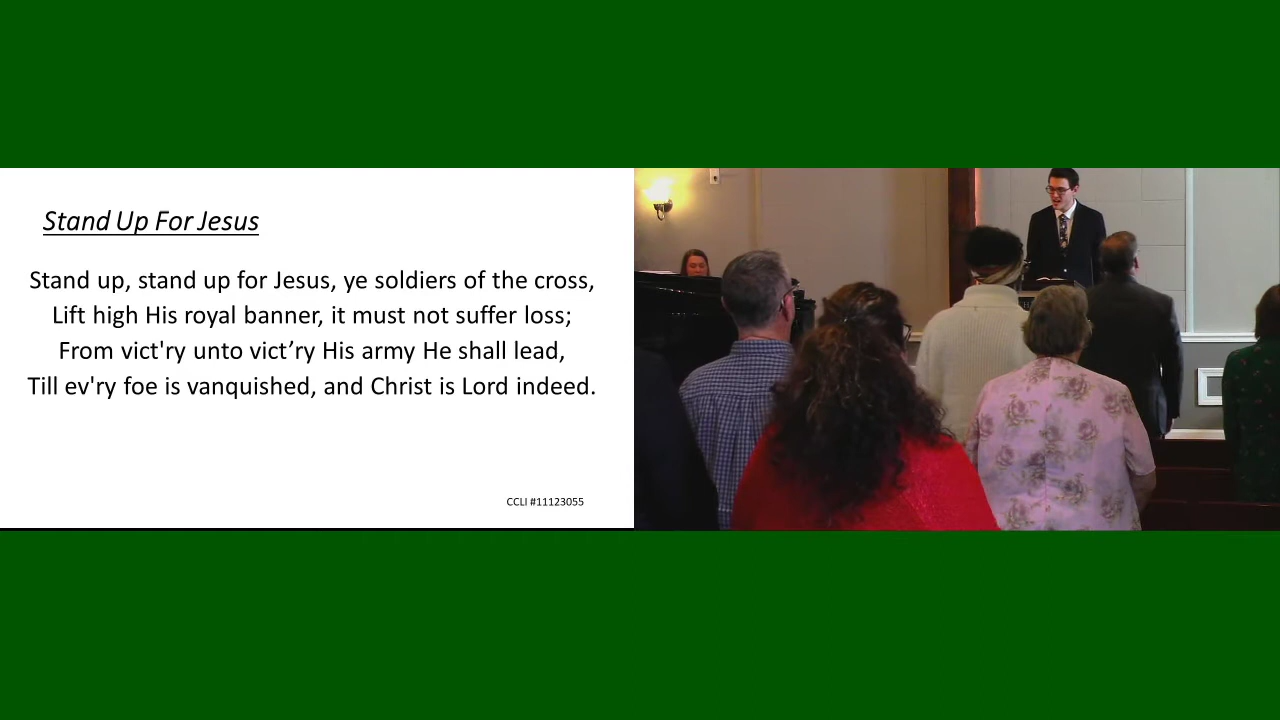 Stand Up For Jesus
Stand up, stand up for Jesus, ye soldiers of the cross,
Lift high His royal banner, it must not suffer loss;
From vict'ry unto vict’ry His army He shall lead,
Till ev'ry foe is vanquished, and Christ is Lord indeed.
CCLI #11123055